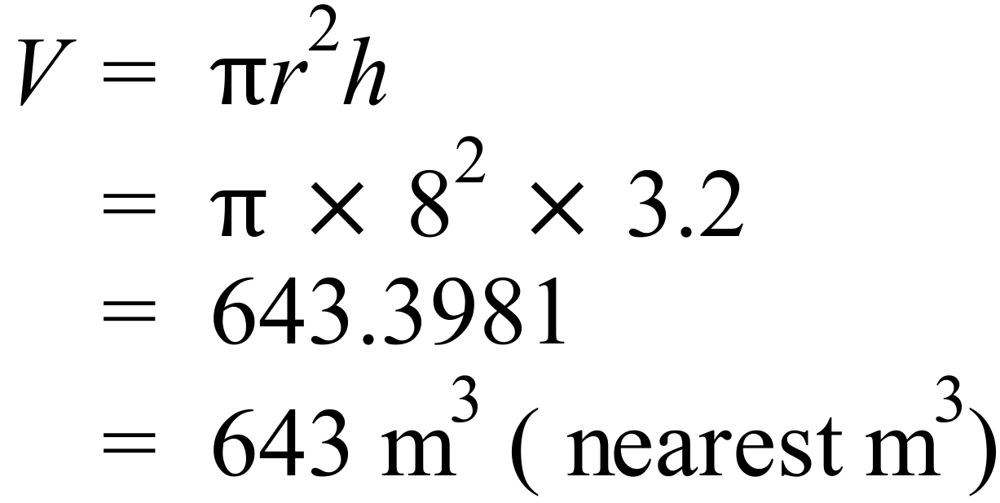 V = πr²h
= π × 8² × 3.2
= 643.3981
= 643 m³ ( nearest m³)